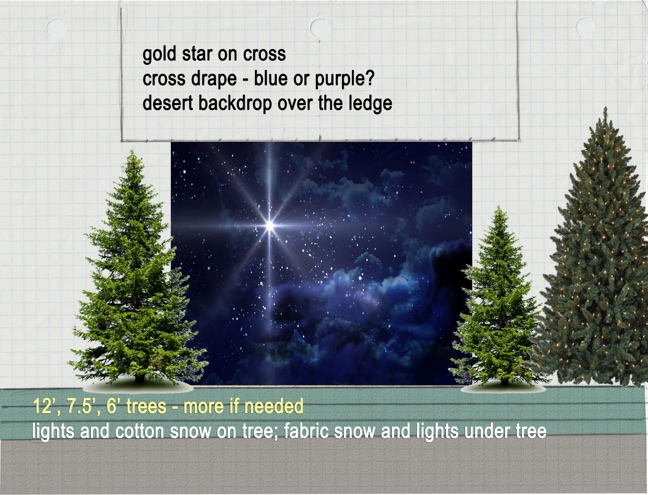 gold star on cross
cross drape - blue or purple?
desert backdrop over the ledge
12', 7.5', 6' trees - more if needed
lights and cotton snow on tree; fabric snow and lights under tree